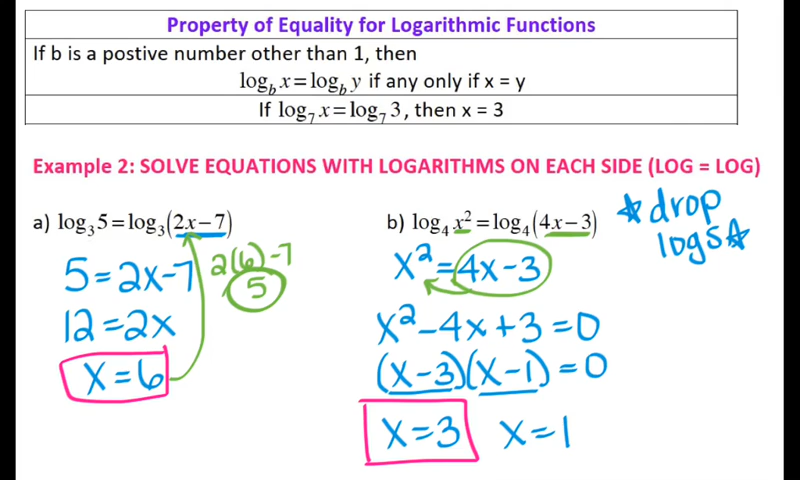 Property of Equality for Logarithmic Functions
If b is a postive number other than 1, then
log_b x = log_b y if any only if x = y
If log_7 x = log_7 3, then x = 3
Example 2: SOLVE EQUATIONS WITH LOGARITHMS ON EACH SIDE (LOG = LOG)
a) log_3 5 = log_3 (2x – 7)
5 = 2x – 7
2(6) – 7
5
12 = 2x
x = 6
b) log_4 x² = log_4 (4x – 3)
☆ drop
logs ☆
x² = 4x – 3
x² – 4x + 3 = 0
(x – 3)(x – 1) = 0
x = 3 x = 1